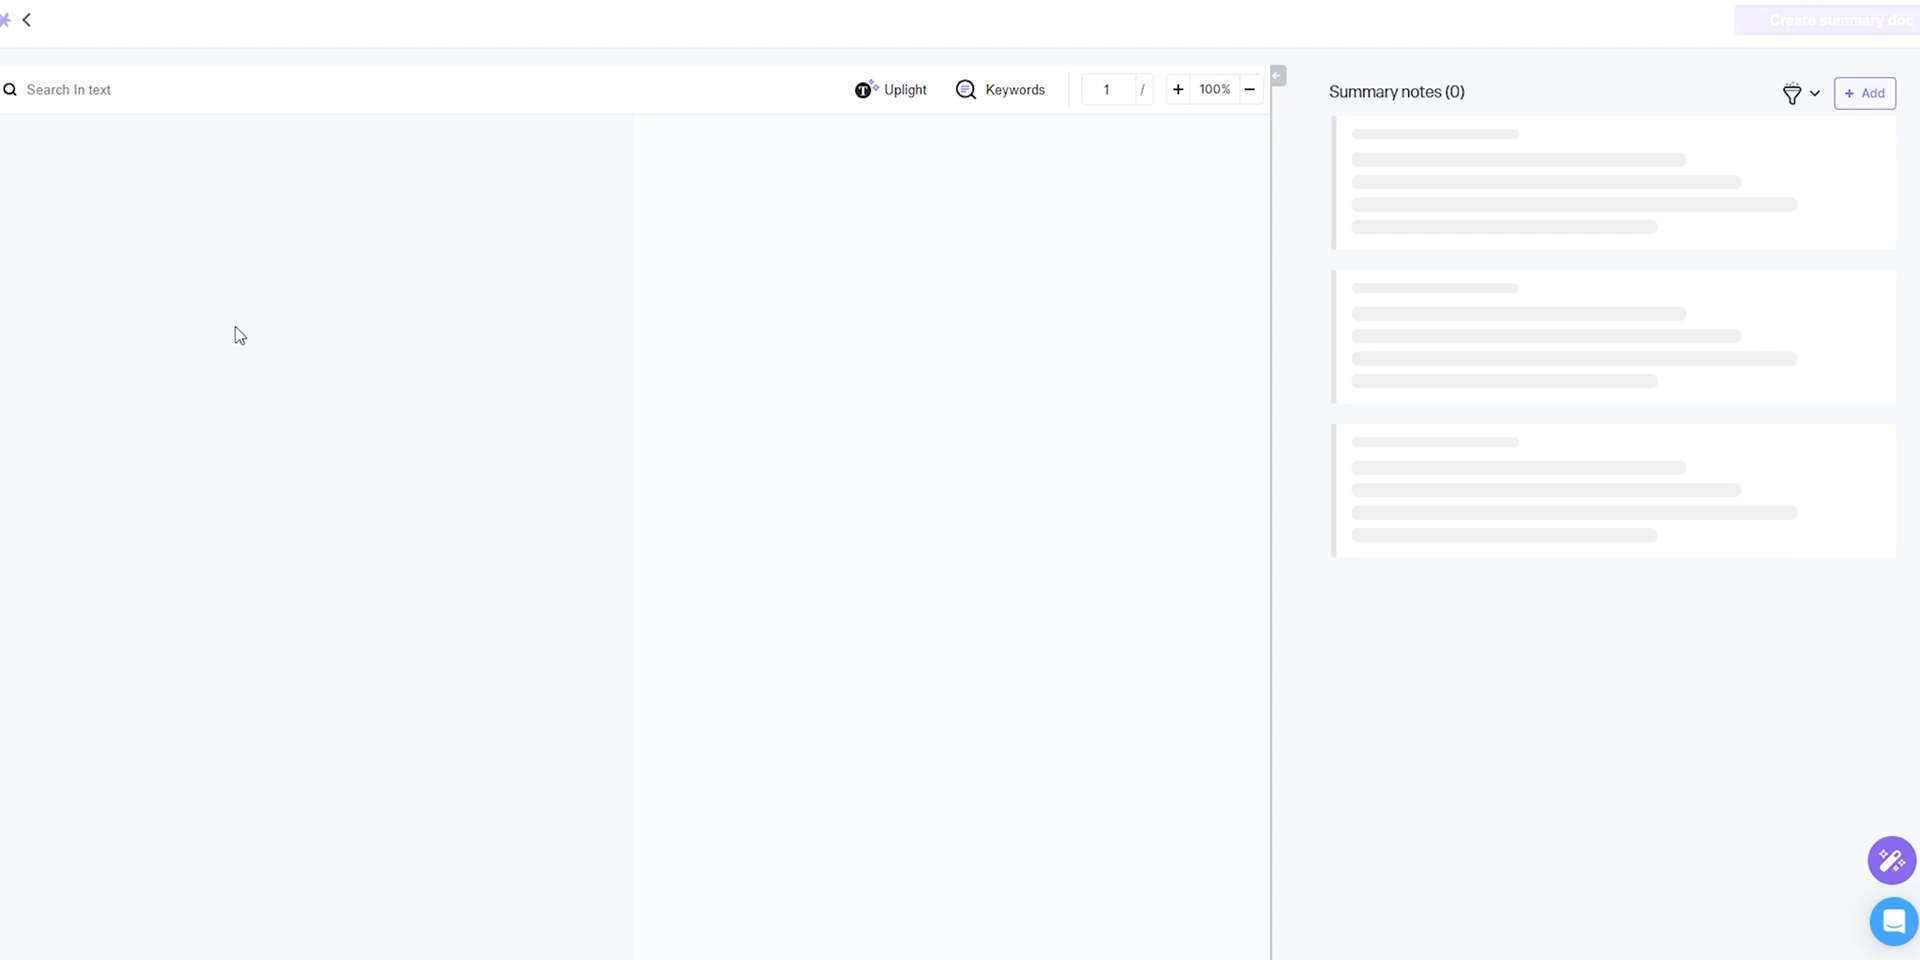 Create summary doc
Search In text
Uplight
Keywords
1 /
+ 100% −
Summary notes (0)
+ Add